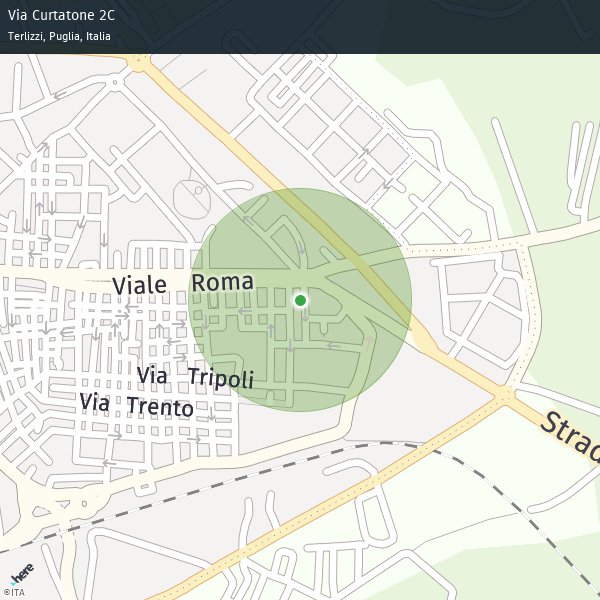 Via Curtatone 2C
Terlizzi, Puglia, Italia
Viale Roma
Via Tripoli
Via Trento
Strad
here
©ITA